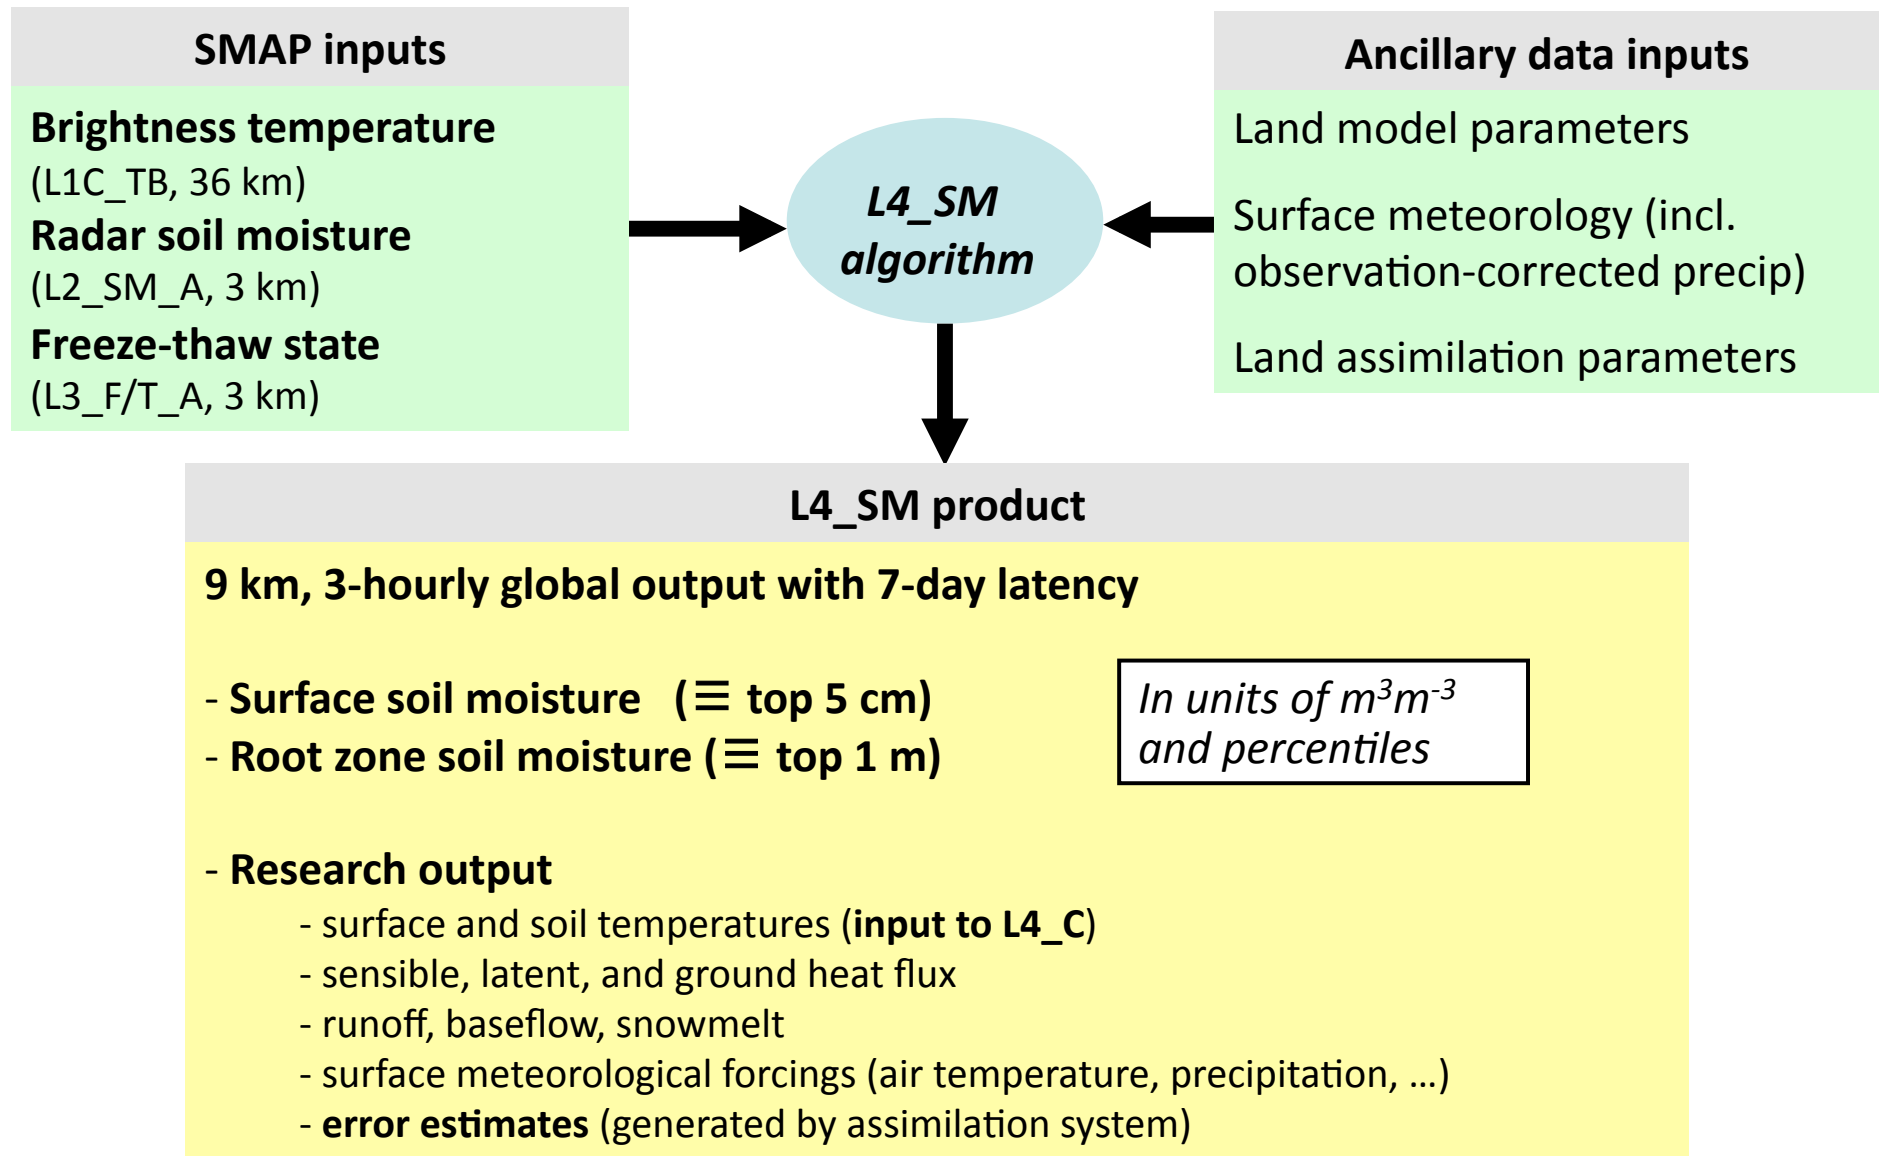 SMAP inputs
Brightness temperature
(L1C_TB, 36 km)
Radar soil moisture
(L2_SM_A, 3 km)
Freeze-thaw state
(L3_F/T_A, 3 km)
L4_SM
algorithm
Ancillary data inputs
Land model parameters
Surface meteorology (incl.
observation-corrected precip)
Land assimilation parameters
L4_SM product
9 km, 3-hourly global output with 7-day latency
- Surface soil moisture (≡ top 5 cm)
- Root zone soil moisture (≡ top 1 m)
In units of m³m⁻³
and percentiles
- Research output
- surface and soil temperatures (input to L4_C)
- sensible, latent, and ground heat flux
- runoff, baseflow, snowmelt
- surface meteorological forcings (air temperature, precipitation, ...)
- error estimates (generated by assimilation system)